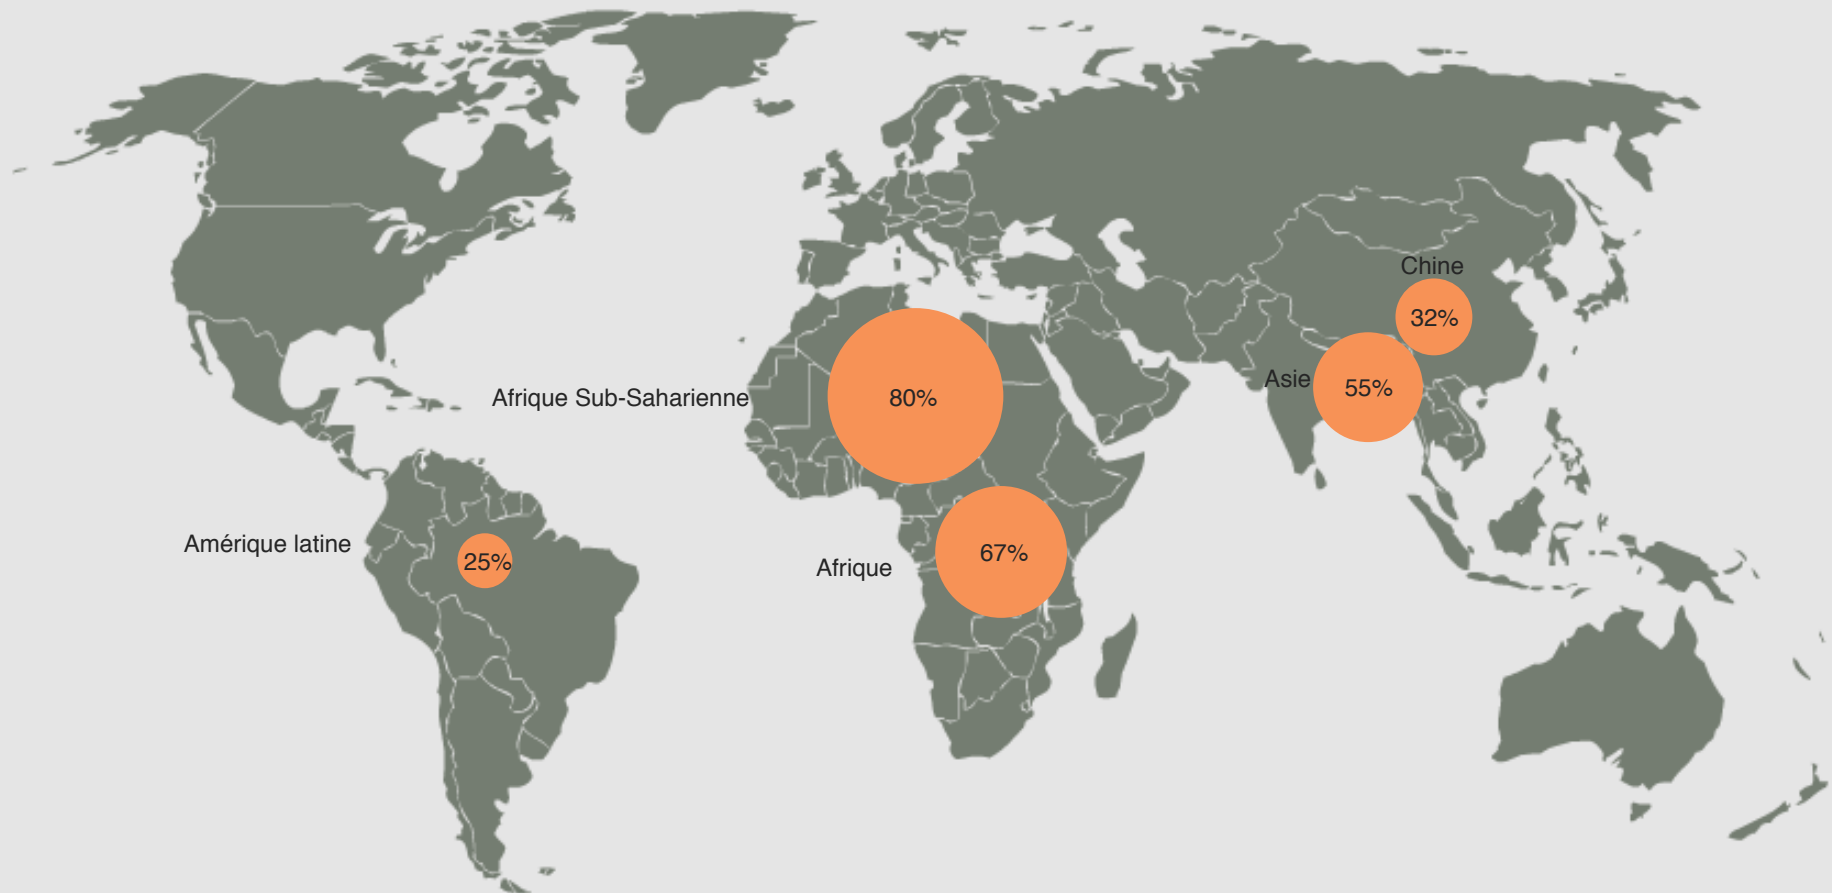 Chine
32%
Asie
55%
Afrique Sub-Saharienne
80%
Amérique latine
25%
Afrique
67%